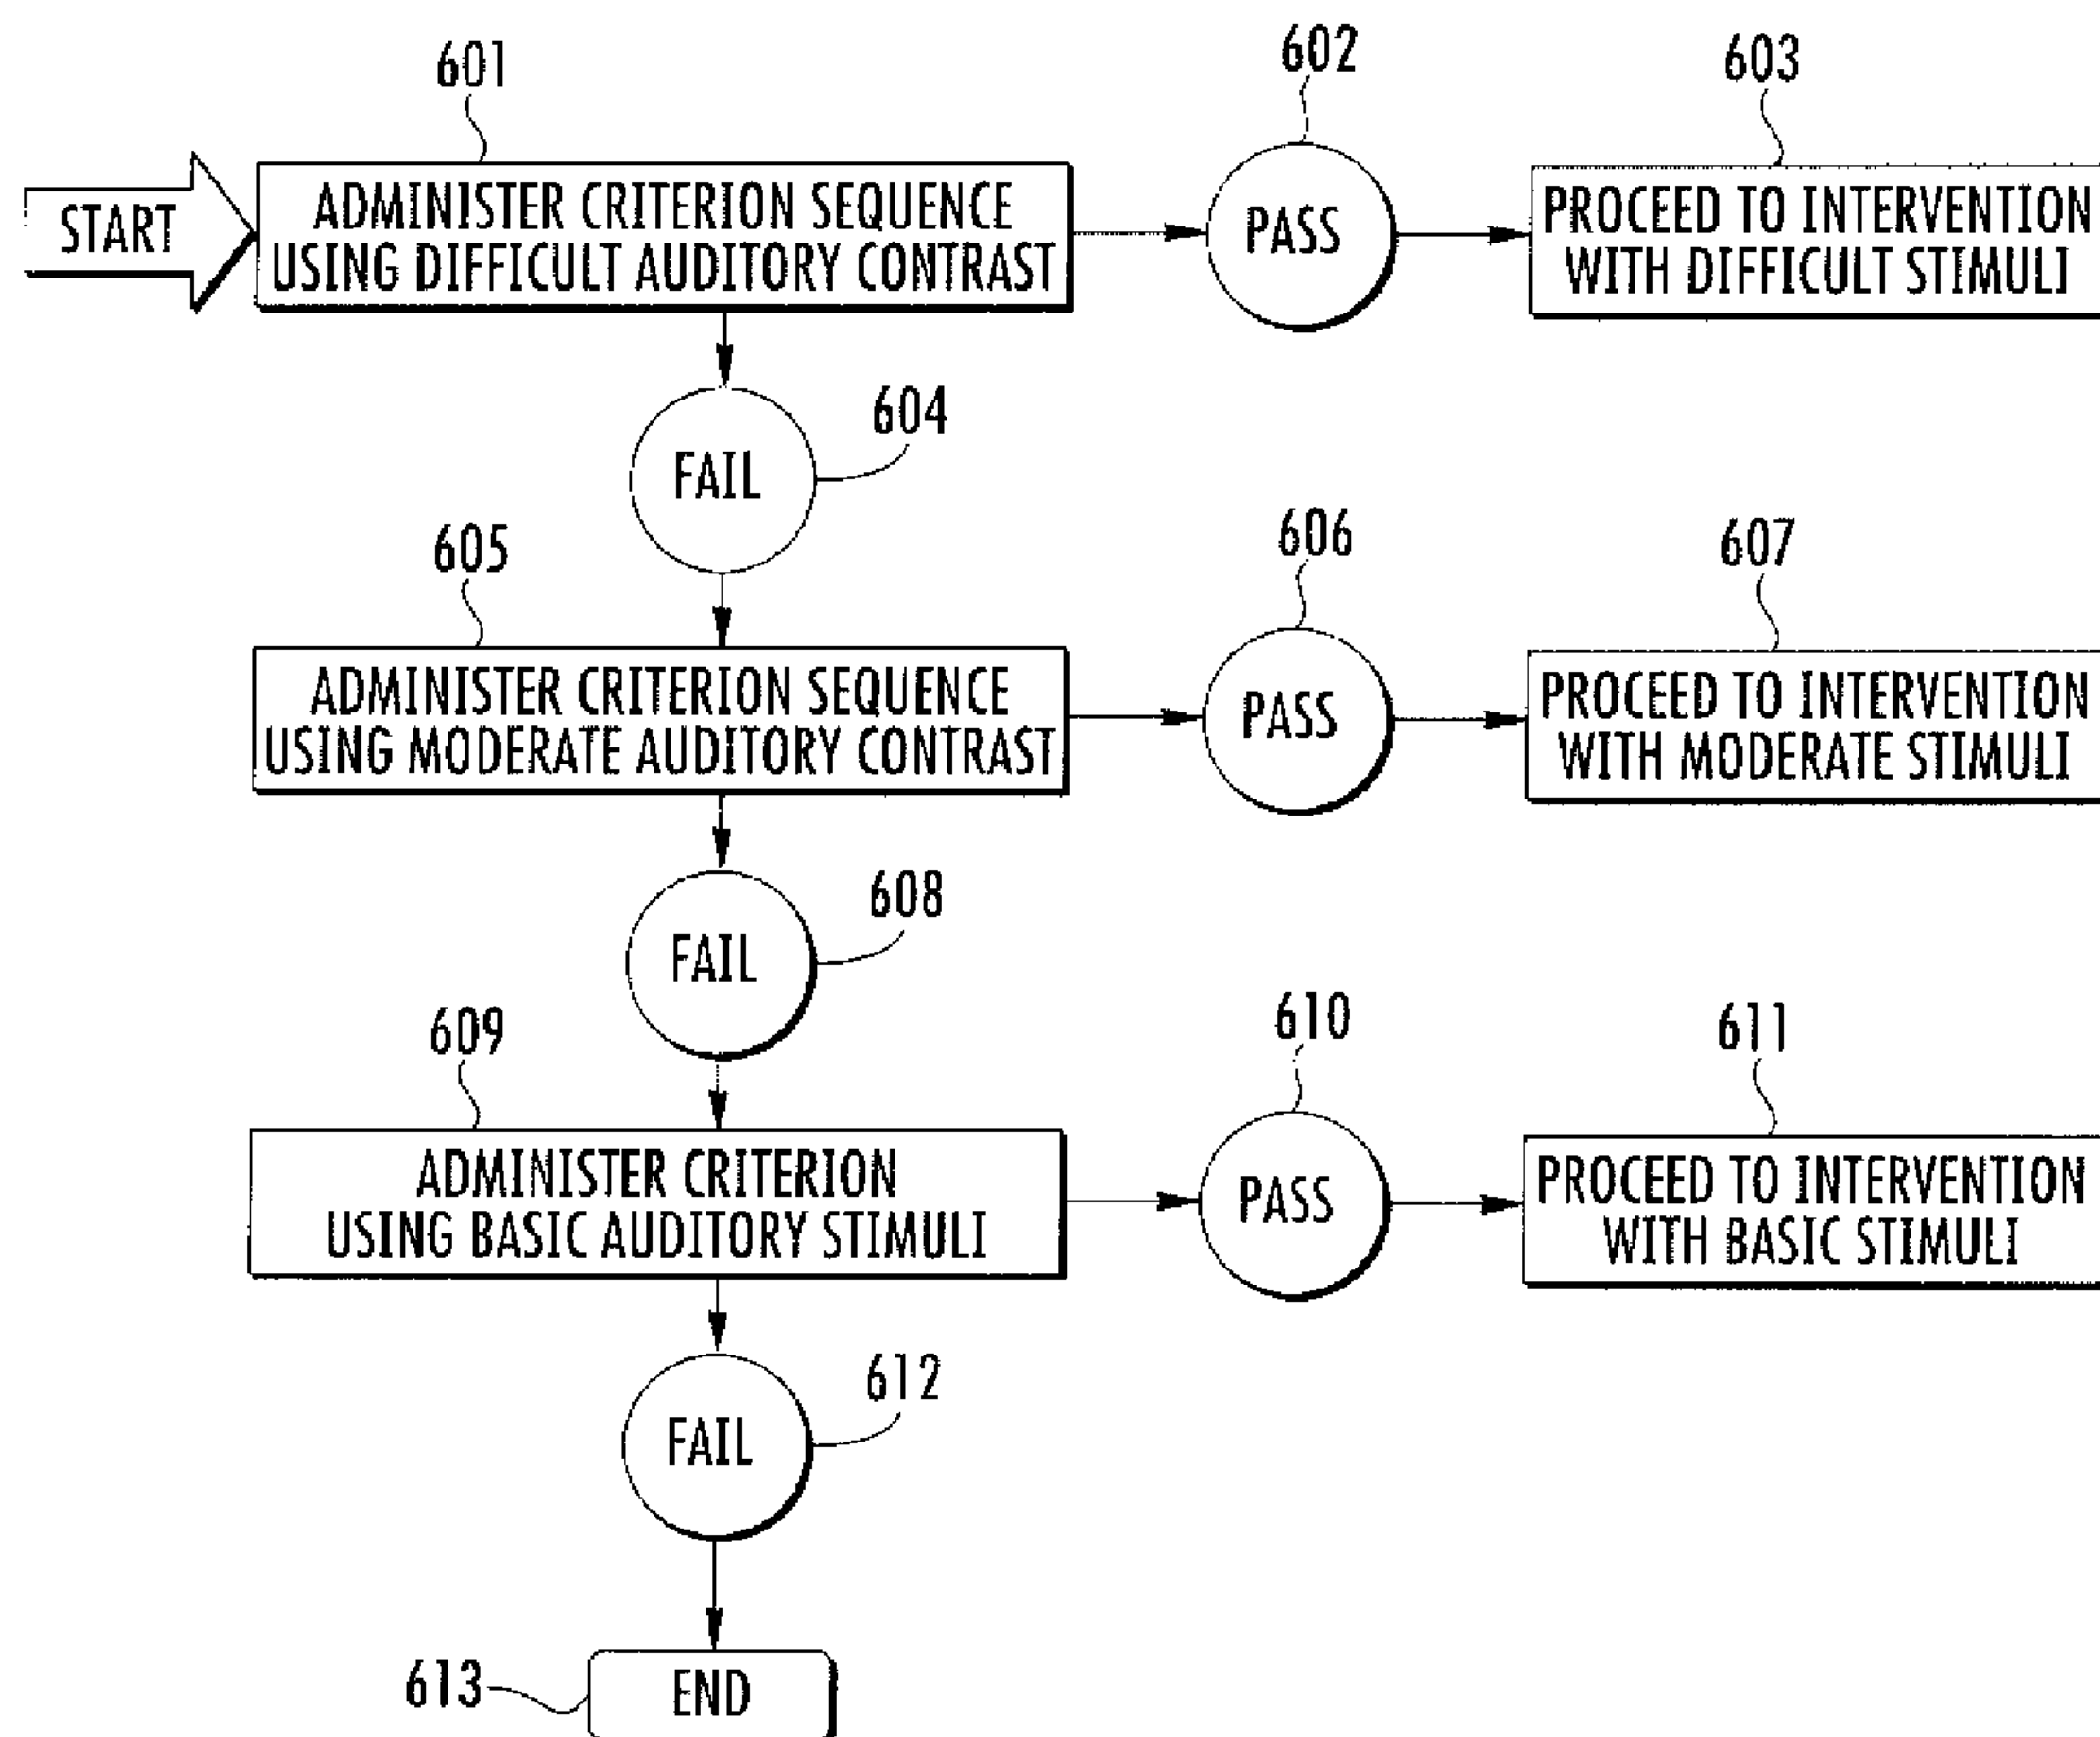 601
602
603
START
ADMINISTER CRITERION SEQUENCE
USING DIFFICULT AUDITORY CONTRAST
PASS
PROCEED TO INTERVENTION
WITH DIFFICULT STIMULI
604
FAIL
605
606
607
ADMINISTER CRITERION SEQUENCE
USING MODERATE AUDITORY CONTRAST
PASS
PROCEED TO INTERVENTION
WITH MODERATE STIMULI
608
FAIL
609
610
611
ADMINISTER CRITERION
USING BASIC AUDITORY STIMULI
PASS
PROCEED TO INTERVENTION
WITH BASIC STIMULI
612
FAIL
613
END